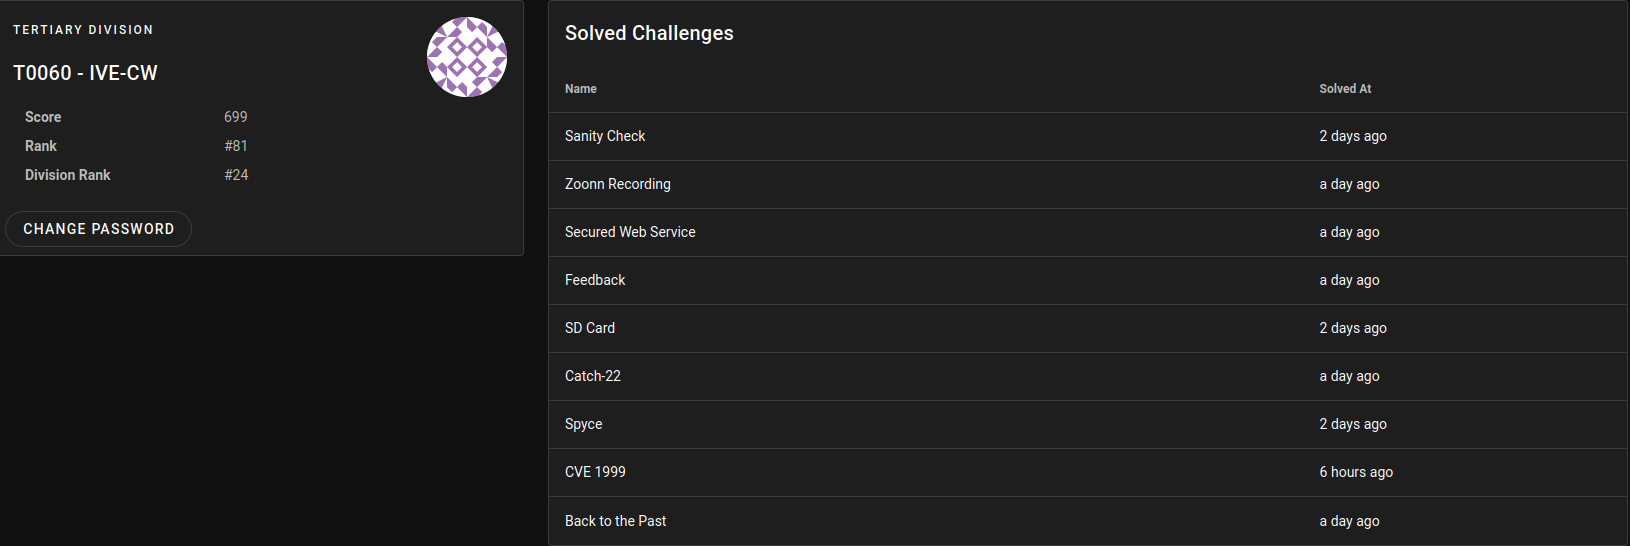 TERTIARY DIVISION
T0060 - IVE-CW
Score 699
Rank #81
Division Rank #24
CHANGE PASSWORD
Solved Challenges
Name Solved At
Sanity Check 2 days ago
Zoonn Recording a day ago
Secured Web Service a day ago
Feedback a day ago
SD Card 2 days ago
Catch-22 a day ago
Spyce 2 days ago
CVE 1999 6 hours ago
Back to the Past a day ago